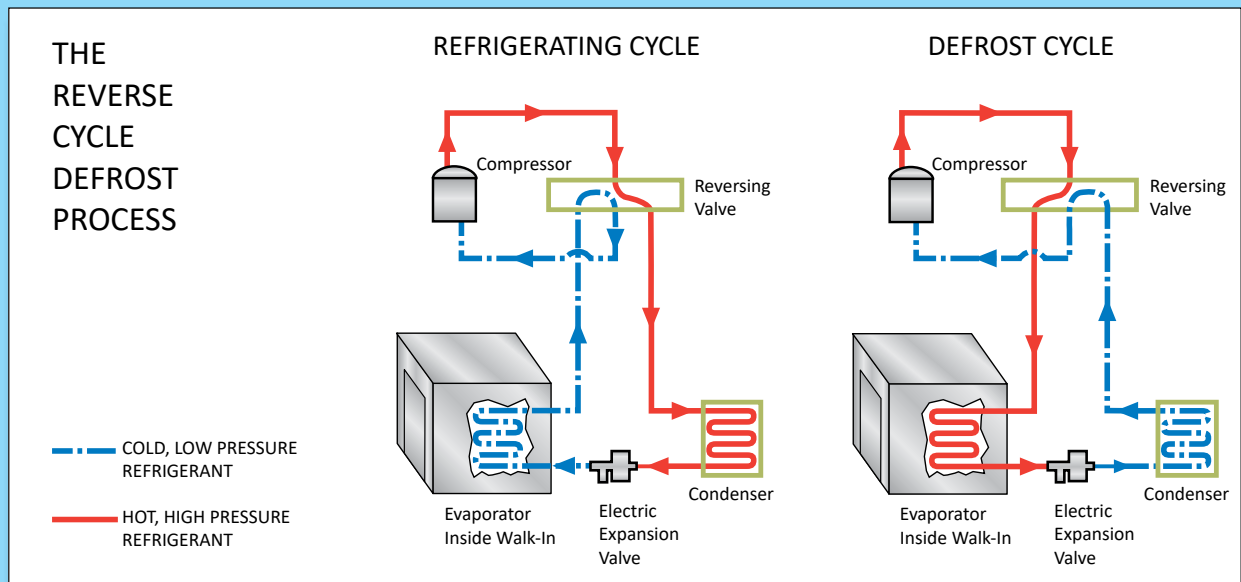 THE
REVERSE
CYCLE
DEFROST
PROCESS
COLD, LOW PRESSURE
REFRIGERANT
HOT, HIGH PRESSURE
REFRIGERANT
REFRIGERATING CYCLE
Compressor
Reversing
Valve
Evaporator
Inside Walk-In
Electric
Expansion
Valve
Condenser
DEFROST CYCLE
Compressor
Reversing
Valve
Evaporator
Inside Walk-In
Electric
Expansion
Valve
Condenser